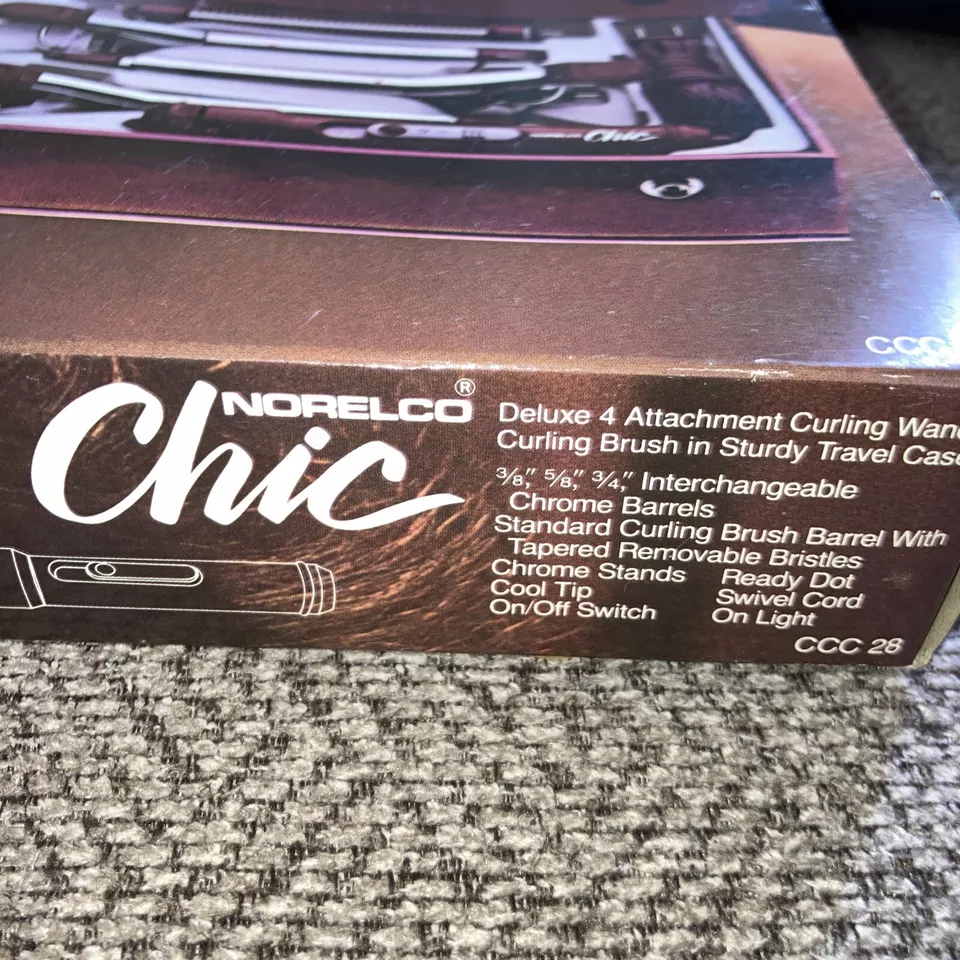 Chic
CCC
NORELCO®
Chic
Deluxe 4 Attachment Curling Wand
Curling Brush in Sturdy Travel Case
3/8," 5/8," 3/4," Interchangeable
Chrome Barrels
Standard Curling Brush Barrel With
Tapered Removable Bristles
Chrome Stands Ready Dot
Cool Tip Swivel Cord
On/Off Switch On Light
CCC 28